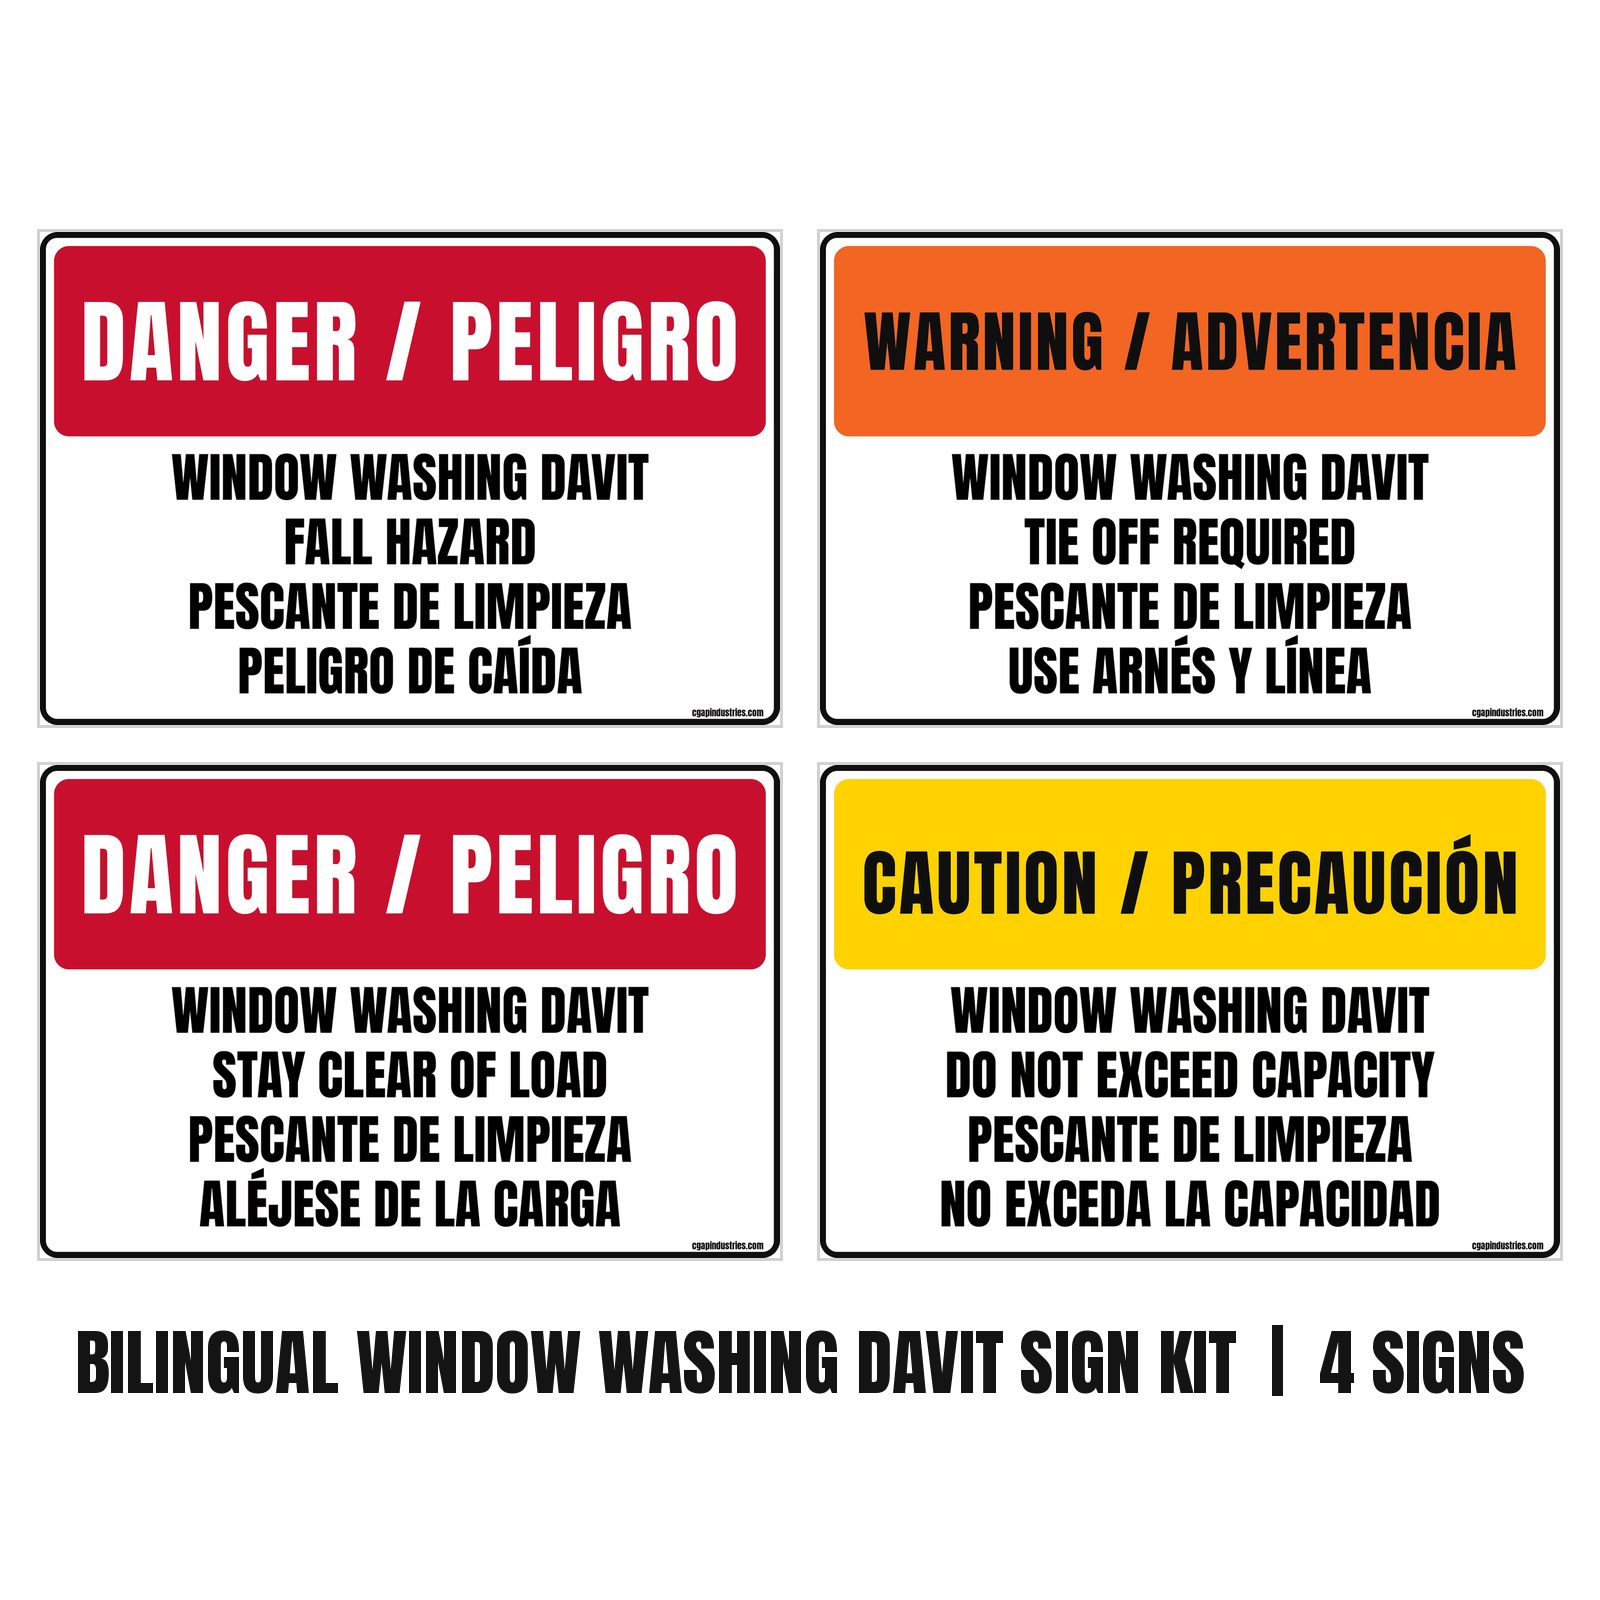 DANGER / PELIGRO
WINDOW WASHING DAVIT
FALL HAZARD
PESCANTE DE LIMPIEZA
PELIGRO DE CAÍDA
cgapindustries.com
WARNING / ADVERTENCIA
WINDOW WASHING DAVIT
TIE OFF REQUIRED
PESCANTE DE LIMPIEZA
USE ARNÉS Y LÍNEA
cgapindustries.com
DANGER / PELIGRO
WINDOW WASHING DAVIT
STAY CLEAR OF LOAD
PESCANTE DE LIMPIEZA
ALÉJESE DE LA CARGA
cgapindustries.com
CAUTION / PRECAUCIÓN
WINDOW WASHING DAVIT
DO NOT EXCEED CAPACITY
PESCANTE DE LIMPIEZA
NO EXCEDA LA CAPACIDAD
cgapindustries.com
BILINGUAL WINDOW WASHING DAVIT SIGN KIT | 4 SIGNS